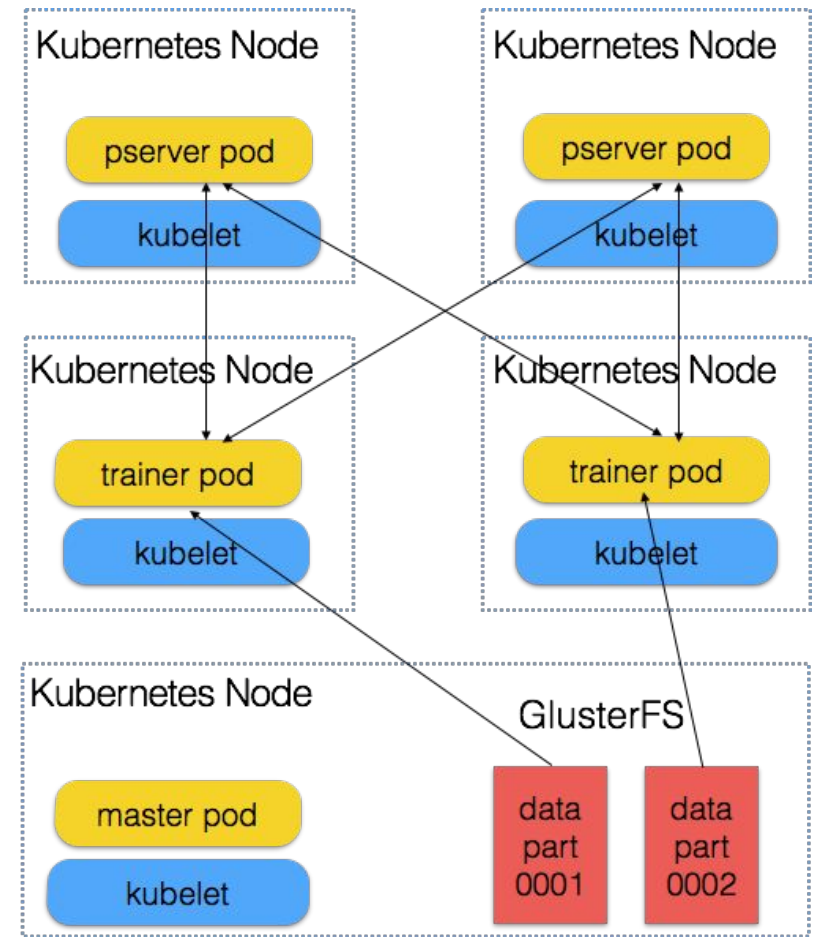 Kubernetes Node
pserver pod
kubelet
Kubernetes Node
pserver pod
kubelet
Kubernetes Node
trainer pod
kubelet
Kubernetes Node
trainer pod
kubelet
Kubernetes Node
master pod
kubelet
GlusterFS
data
part
0001
data
part
0002